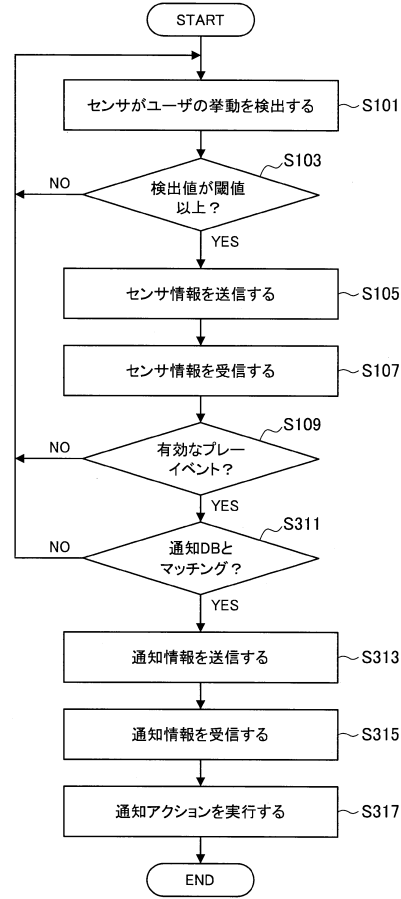 START
センサがユーザの挙動を検出する
S101
S103
検出値が閾値
以上？
NO
YES
センサ情報を送信する
S105
センサ情報を受信する
S107
S109
有効なプレー
イベント？
NO
YES
S311
通知DBと
マッチング？
NO
YES
通知情報を送信する
S313
通知情報を受信する
S315
通知アクションを実行する
S317
END